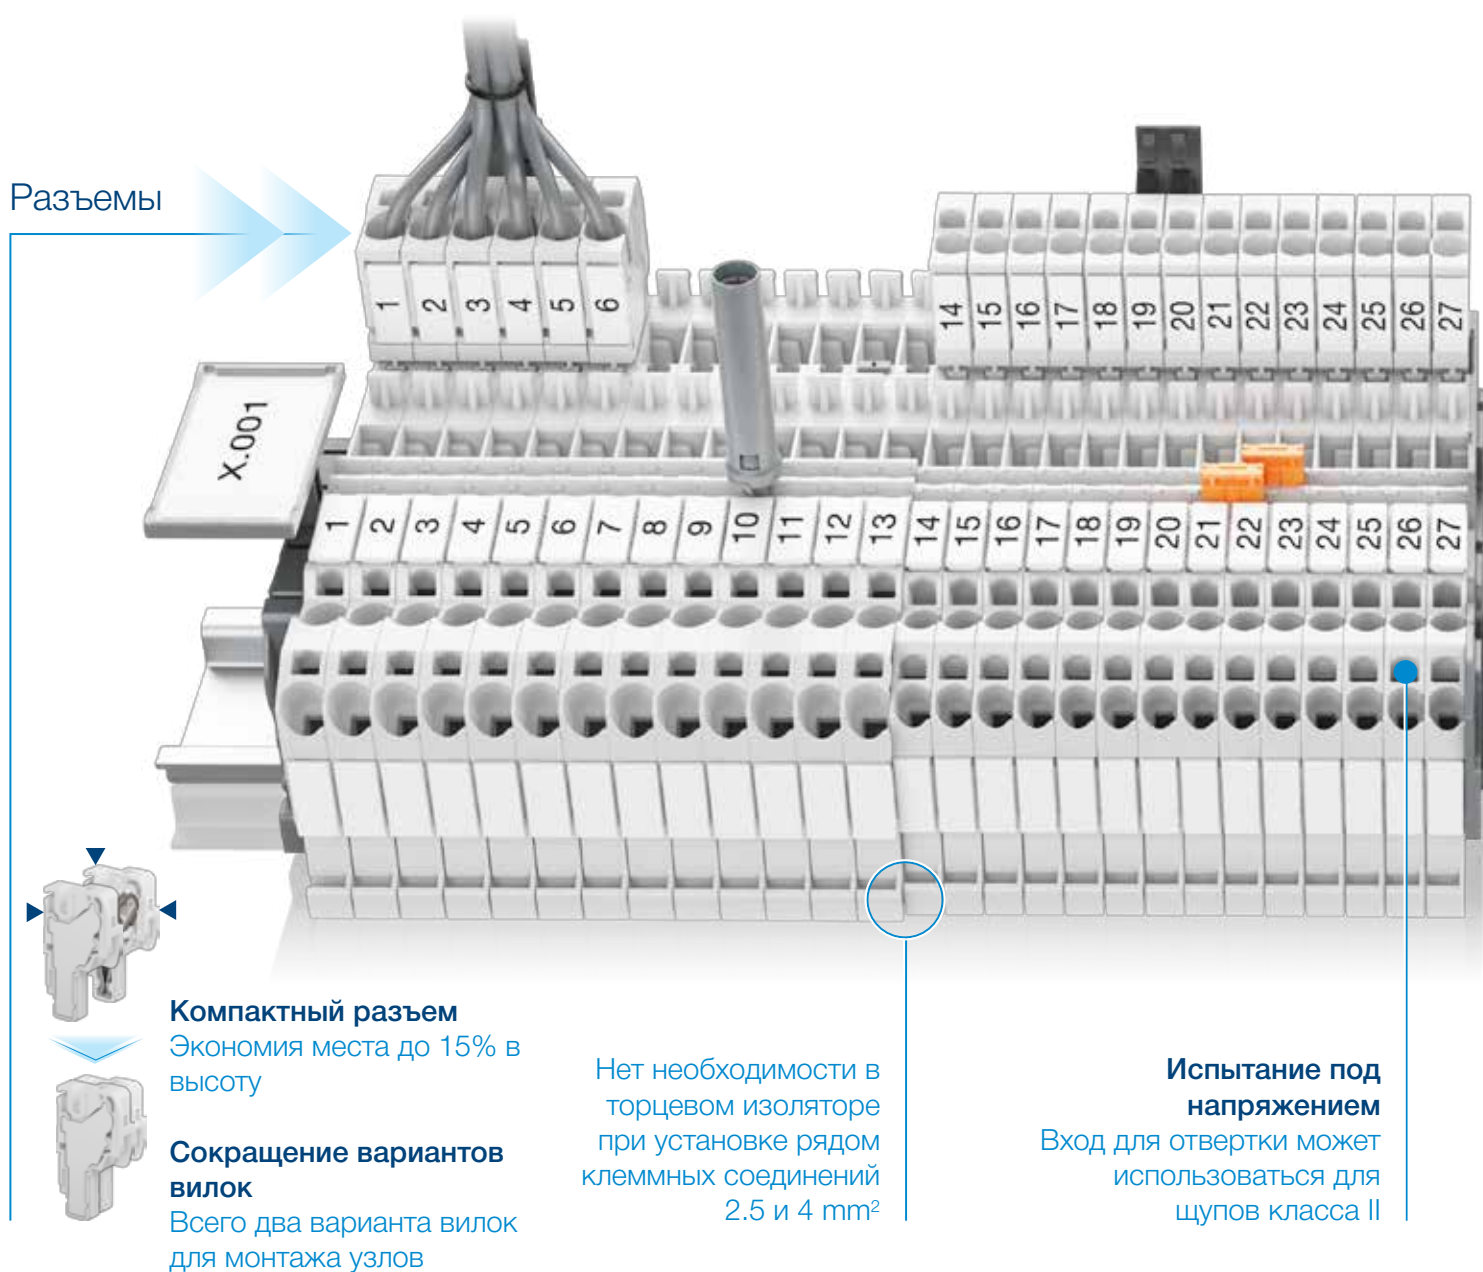 Разъемы
1 2 3 4 5 6
14 15 16 17 18 19 20 21 22 23 24 25 26 27
X.001
1 2 3 4 5 6 7 8 9 10 11 12 13 14 15 16 17 18 19 20 21 22 23 24 25 26 27
Компактный разъем
Экономия места до 15% в
высоту
Сокращение вариантов
вилок
Всего два варианта вилок
для монтажа узлов
Нет необходимости в
торцевом изоляторе
при установке рядом
клеммных соединений
2.5 и 4 mm²
Испытание под
напряжением
Вход для отвертки может
использоваться для
щупов класса II